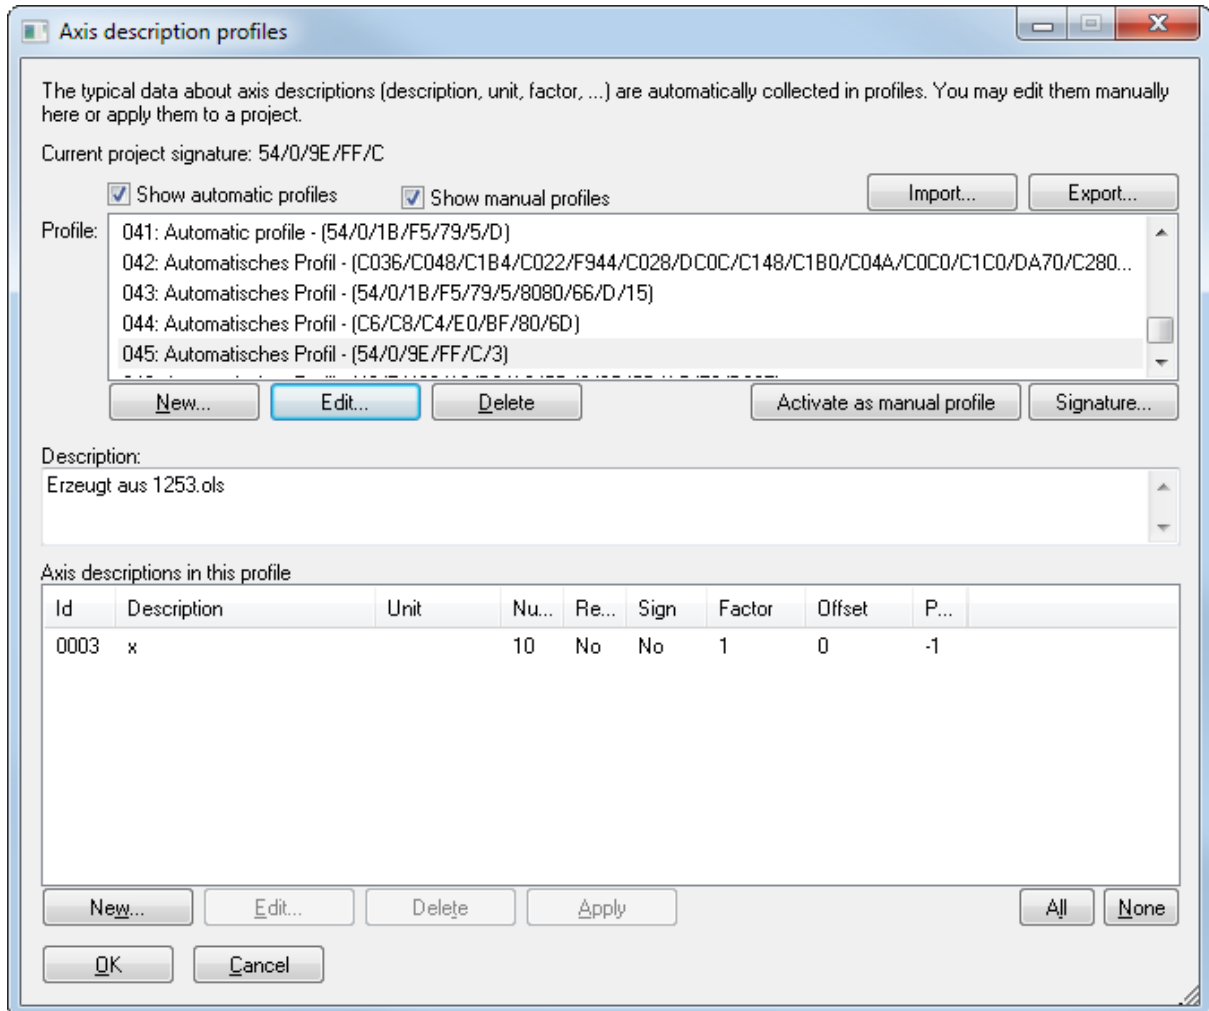 Axis description profiles
The typical data about axis descriptions (description, unit, factor, ...) are automatically collected in profiles. You may edit them manually
here or apply them to a project.
Current project signature: 54/0/9E/FF/C
Show automatic profiles Show manual profiles Import... Export...
Profile: 041: Automatic profile - (54/0/1B/F5/79/5/D)
042: Automatisches Profil - (C036/C048/C1B4/C022/F944/C028/DC0C/C148/C1B0/C04A/C0C0/C1C0/DA70/C280...
043: Automatisches Profil - (54/0/1B/F5/79/5/8080/66/D/15)
044: Automatisches Profil - (C6/C8/C4/E0/BF/80/6D)
045: Automatisches Profil - (54/0/9E/FF/C/3)
New... Edit... Delete Activate as manual profile Signature...
Description:
Erzeugt aus 1253.ols
Axis descriptions in this profile
Id Description Unit Nu... Re... Sign Factor Offset P...
0003 x 10 No No 1 0 -1
New... Edit... Delete Apply All None
OK Cancel